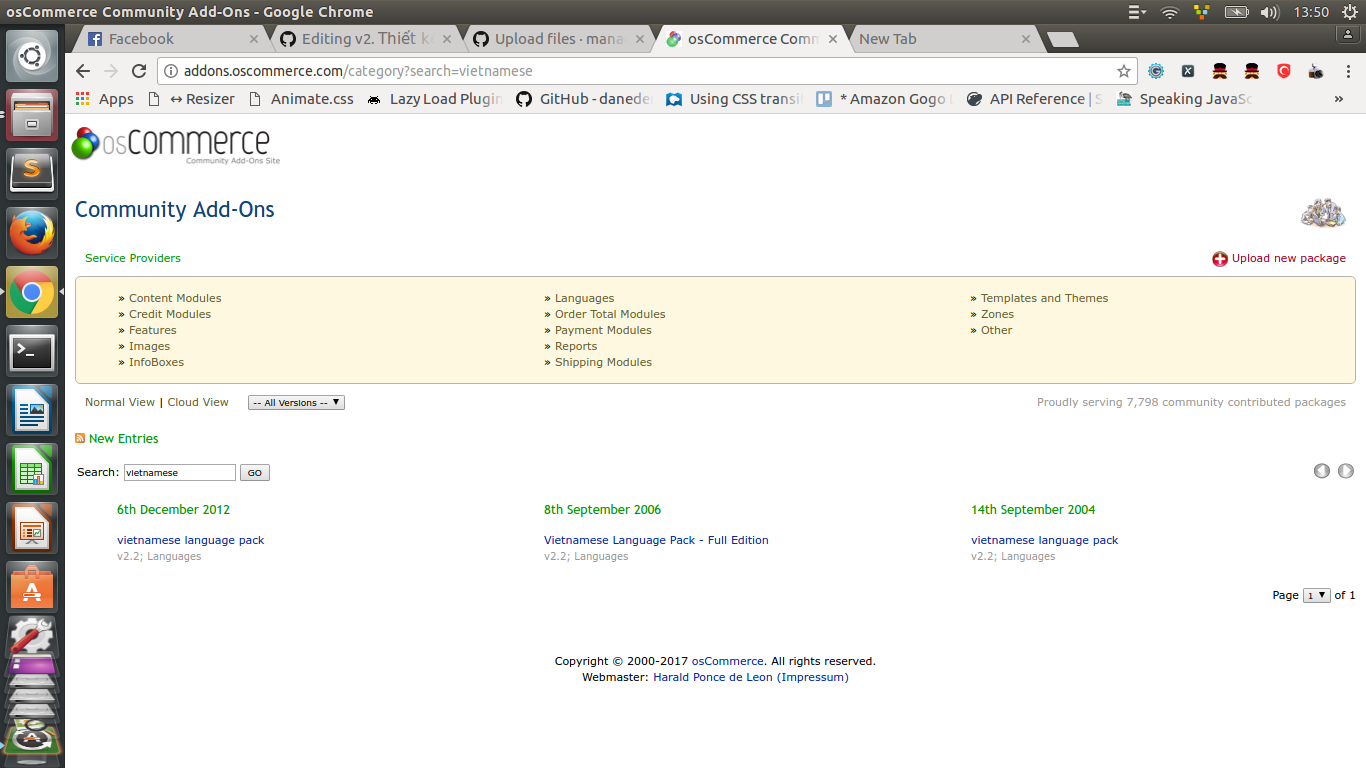 osCommerce Community Add-Ons - Google Chrome
13:50
Facebook
Editing v2. Thiết k
Upload files · mana
osCommerce Comm
New Tab
addons.oscommerce.com/category?search=vietnamese
Apps
↔ Resizer
Animate.css
Lazy Load Plugin
GitHub - daneden
Using CSS transi
* Amazon Gogo
API Reference | S
Speaking JavaSc
»
osCommerce
Community Add-Ons Site
Community Add-Ons
Service Providers
Upload new package
» Content Modules
» Credit Modules
» Features
» Images
» InfoBoxes
» Languages
» Order Total Modules
» Payment Modules
» Reports
» Shipping Modules
» Templates and Themes
» Zones
» Other
Normal View | Cloud View
-- All Versions --
Proudly serving 7,798 community contributed packages
New Entries
Search: vietnamese GO
6th December 2012
vietnamese language pack
v2.2; Languages
8th September 2006
Vietnamese Language Pack - Full Edition
v2.2; Languages
14th September 2004
vietnamese language pack
v2.2; Languages
Page 1 of 1
Copyright © 2000-2017 osCommerce. All rights reserved.
Webmaster: Harald Ponce de Leon (Impressum)